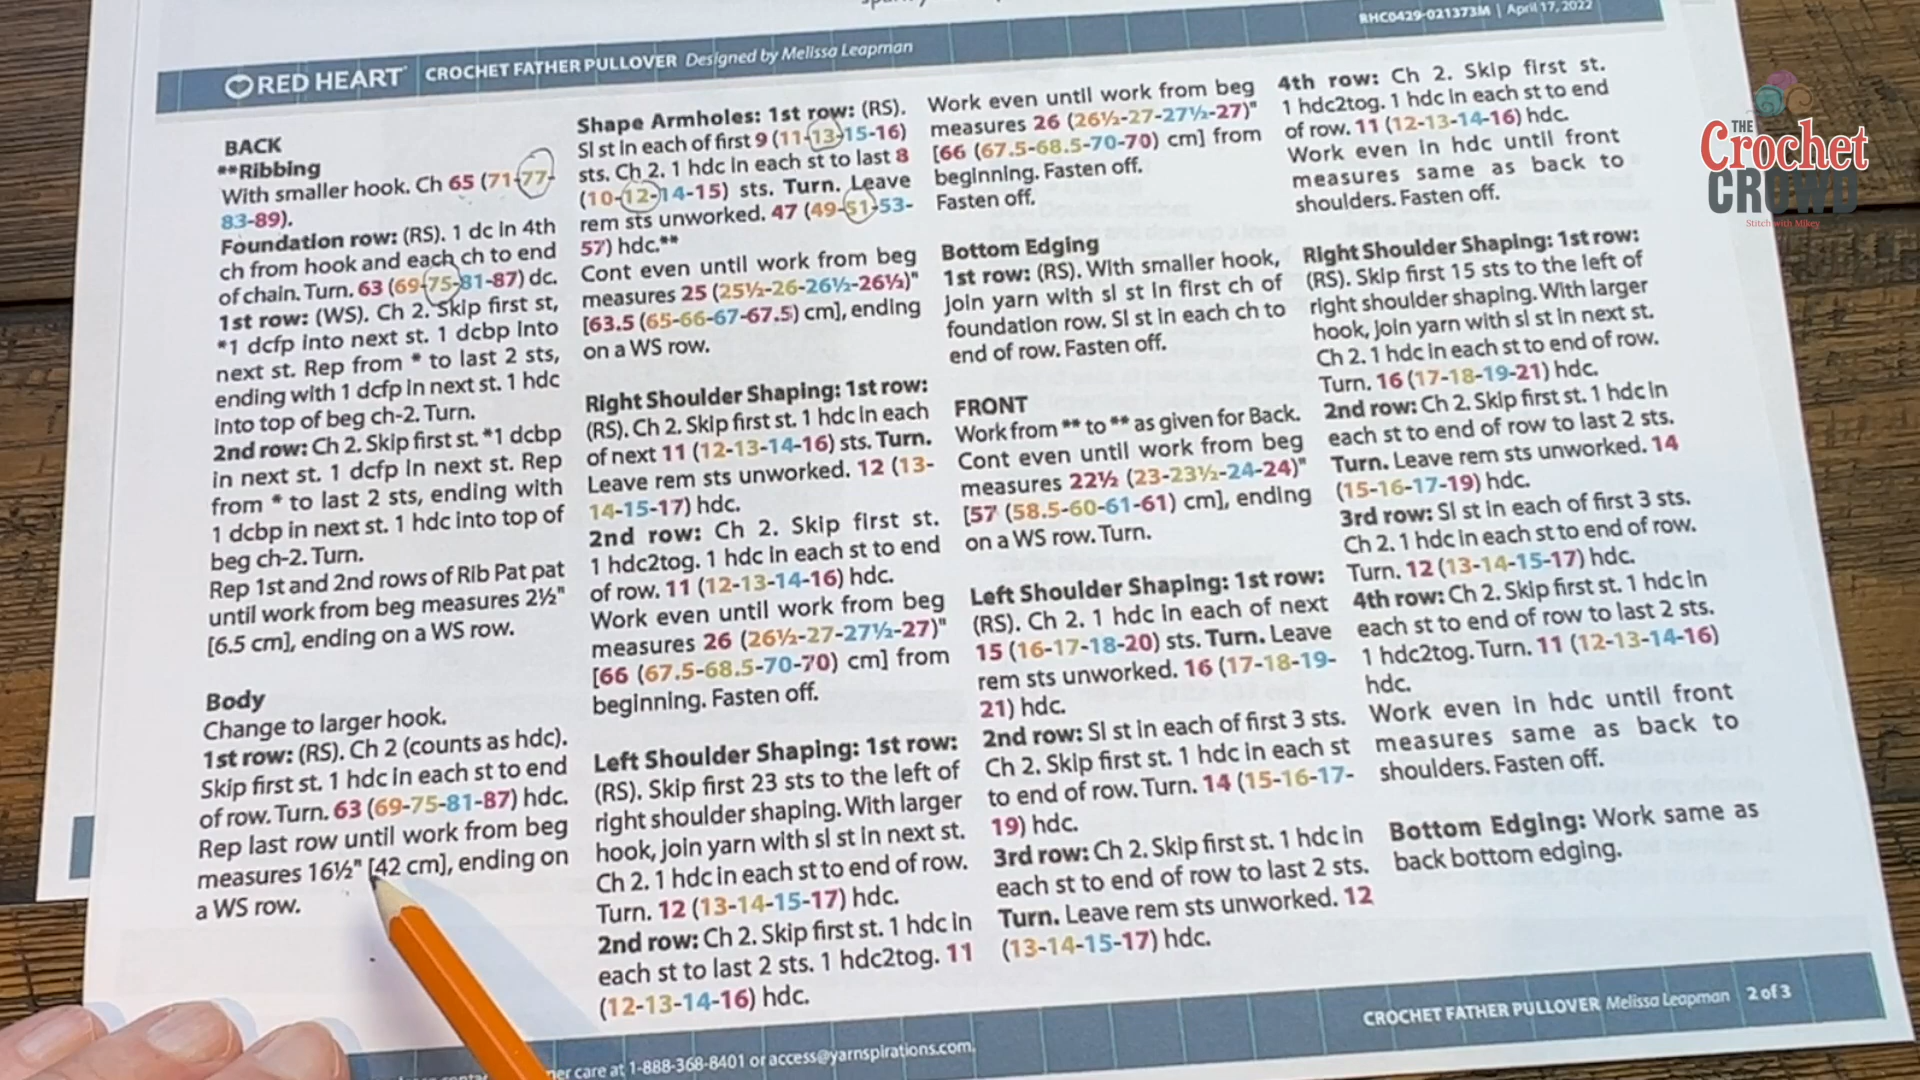 RHC0429-021373M | April 17, 2022
RED HEART
CROCHET FATHER PULLOVER Designed by Melissa Leapman
BACK
**Ribbing
With smaller hook. Ch 65 (71-77-
83-89).
Foundation row: (RS). 1 dc in 4th
ch from hook and each ch to end
of chain. Turn. 63 (69-75-81-87) dc.
1st row: (WS). Ch 2. Skip first st,
*1 dcfp into next st. 1 dcbp into
next st. Rep from * to last 2 sts,
ending with 1 dcfp in next st. 1 hdc
into top of beg ch-2. Turn.
2nd row: Ch 2. Skip first st. *1 dcbp
in next st. 1 dcfp in next st. Rep
from * to last 2 sts, ending with
1 dcbp in next st. 1 hdc into top of
beg ch-2. Turn.
Rep 1st and 2nd rows of Rib Pat pat
until work from beg measures 2½"
[6.5 cm], ending on a WS row.
Body
Change to larger hook.
1st row: (RS). Ch 2 (counts as hdc).
Skip first st. 1 hdc in each st to end
of row. Turn. 63 (69-75-81-87) hdc.
Rep last row until work from beg
measures 16½" [42 cm], ending on
a WS row.
Shape Armholes: 1st row: (RS).
Sl st in each of first 9 (11-13-15-16)
sts. Ch 2. 1 hdc in each st to last 8
(10-12-14-15) sts. Turn. Leave
rem sts unworked. 47 (49-51-53-
57) hdc.**
Cont even until work from beg
measures 25 (25½-26-26½-26½)"
[63.5 (65-66-67-67.5) cm], ending
on a WS row.
Right Shoulder Shaping: 1st row:
(RS). Ch 2. Skip first st. 1 hdc in each
of next 11 (12-13-14-16) sts. Turn.
Leave rem sts unworked. 12 (13-
14-15-17) hdc.
2nd row: Ch 2. Skip first st.
1 hdc2tog. 1 hdc in each st to end
of row. 11 (12-13-14-16) hdc.
Work even until work from beg
measures 26 (26½-27-27½-27)"
[66 (67.5-68.5-70-70) cm] from
beginning. Fasten off.
Left Shoulder Shaping: 1st row:
(RS). Skip first 23 sts to the left of
right shoulder shaping. With larger
hook, join yarn with sl st in next st.
Ch 2. 1 hdc in each st to end of row.
Turn. 12 (13-14-15-17) hdc.
2nd row: Ch 2. Skip first st. 1 hdc in
each st to last 2 sts. 1 hdc2tog. 11
(12-13-14-16) hdc.
Work even until work from beg
measures 26 (26½-27-27½-27)"
[66 (67.5-68.5-70-70) cm] from
beginning. Fasten off.
Fasten off.
Bottom Edging
1st row: (RS). With smaller hook,
join yarn with sl st in first ch of
foundation row. Sl st in each ch to
end of row. Fasten off.
FRONT
Work from ** to ** as given for Back.
Cont even until work from beg
measures 22½ (23-23½-24-24)"
[57 (58.5-60-61-61) cm], ending
on a WS row. Turn.
Left Shoulder Shaping: 1st row:
(RS). Ch 2. 1 hdc in each of next
15 (16-17-18-20) sts. Turn. Leave
rem sts unworked. 16 (17-18-19-
21) hdc.
2nd row: Sl st in each of first 3 sts.
Ch 2. Skip first st. 1 hdc in each st
to end of row. Turn. 14 (15-16-17-
19) hdc.
3rd row: Ch 2. Skip first st. 1 hdc in
each st to end of row to last 2 sts.
Turn. Leave rem sts unworked. 12
(13-14-15-17) hdc.
4th row: Ch 2. Skip first st.
1 hdc2tog. 1 hdc in each st to end
of row. 11 (12-13-14-16) hdc.
Work even in hdc until front
measures same as back to
shoulders. Fasten off.
Right Shoulder Shaping: 1st row:
(RS). Skip first 15 sts to the left of
right shoulder shaping. With larger
hook, join yarn with sl st in next st.
Ch 2. 1 hdc in each st to end of row.
Turn. 16 (17-18-19-21) hdc.
2nd row: Ch 2. Skip first st. 1 hdc in
each st to end of row to last 2 sts.
Turn. Leave rem sts unworked. 14
(15-16-17-19) hdc.
3rd row: Sl st in each of first 3 sts.
Ch 2. 1 hdc in each st to end of row.
Turn. 12 (13-14-15-17) hdc.
4th row: Ch 2. Skip first st. 1 hdc in
each st to end of row to last 2 sts.
1 hdc2tog. Turn. 11 (12-13-14-16)
hdc.
Work even in hdc until front
measures same as back to
shoulders. Fasten off.
Bottom Edging: Work same as
back bottom edging.
care at 1-888-368-8401 or access@yarnspirations.com.
CROCHET FATHER PULLOVER Melissa Leapman 2 of 3
THE
Crochet
CROWD
Stitch with Mikey